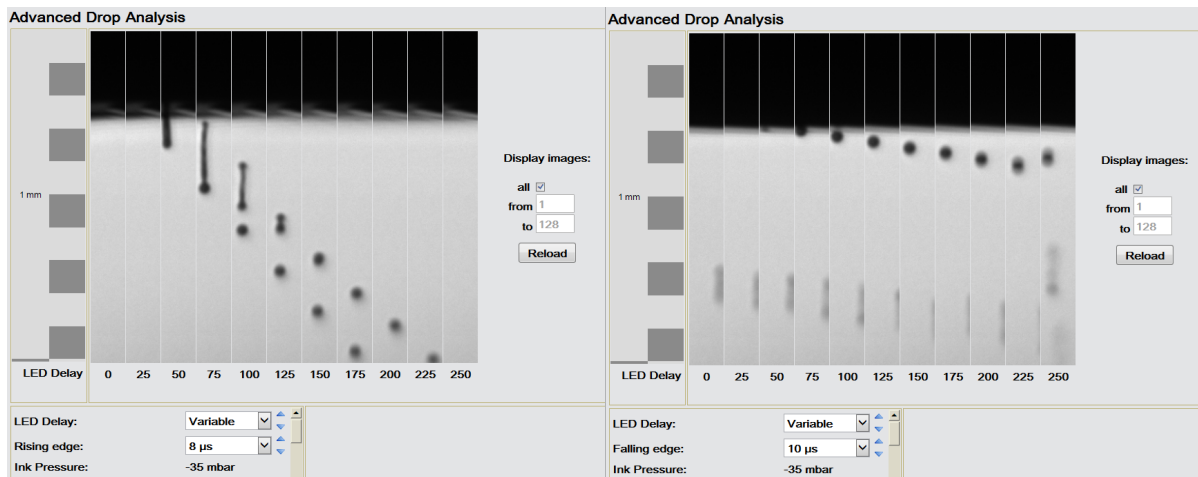 Advanced Drop Analysis
1 mm
Display images:
all
from 1
to 128
Reload
LED Delay 0 25 50 75 100 125 150 175 200 225 250
LED Delay: Variable
Rising edge: 8 µs
Ink Pressure: -35 mbar
Advanced Drop Analysis
1 mm
Display images:
all
from 1
to 128
Reload
LED Delay 0 25 50 75 100 125 150 175 200 225 250
LED Delay: Variable
Falling edge: 10 µs
Ink Pressure: -35 mbar